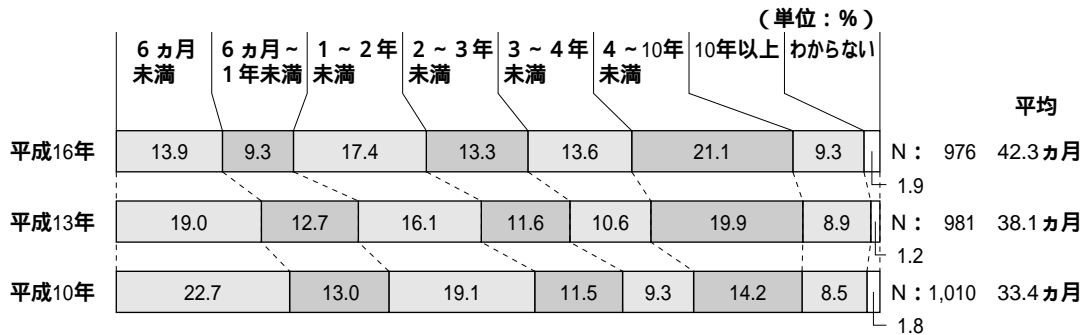 （単位：％）
6ヵ月未満 6ヵ月～1年未満 1～2年未満 2～3年未満 3～4年未満 4～10年未満 10年以上 わからない
平均
平成16年 13.9 9.3 17.4 13.3 13.6 21.1 9.3 N： 976 42.3ヵ月
1.9
平成13年 19.0 12.7 16.1 11.6 10.6 19.9 8.9 N： 981 38.1ヵ月
1.2
平成10年 22.7 13.0 19.1 11.5 9.3 14.2 8.5 N：1,010 33.4ヵ月
1.8